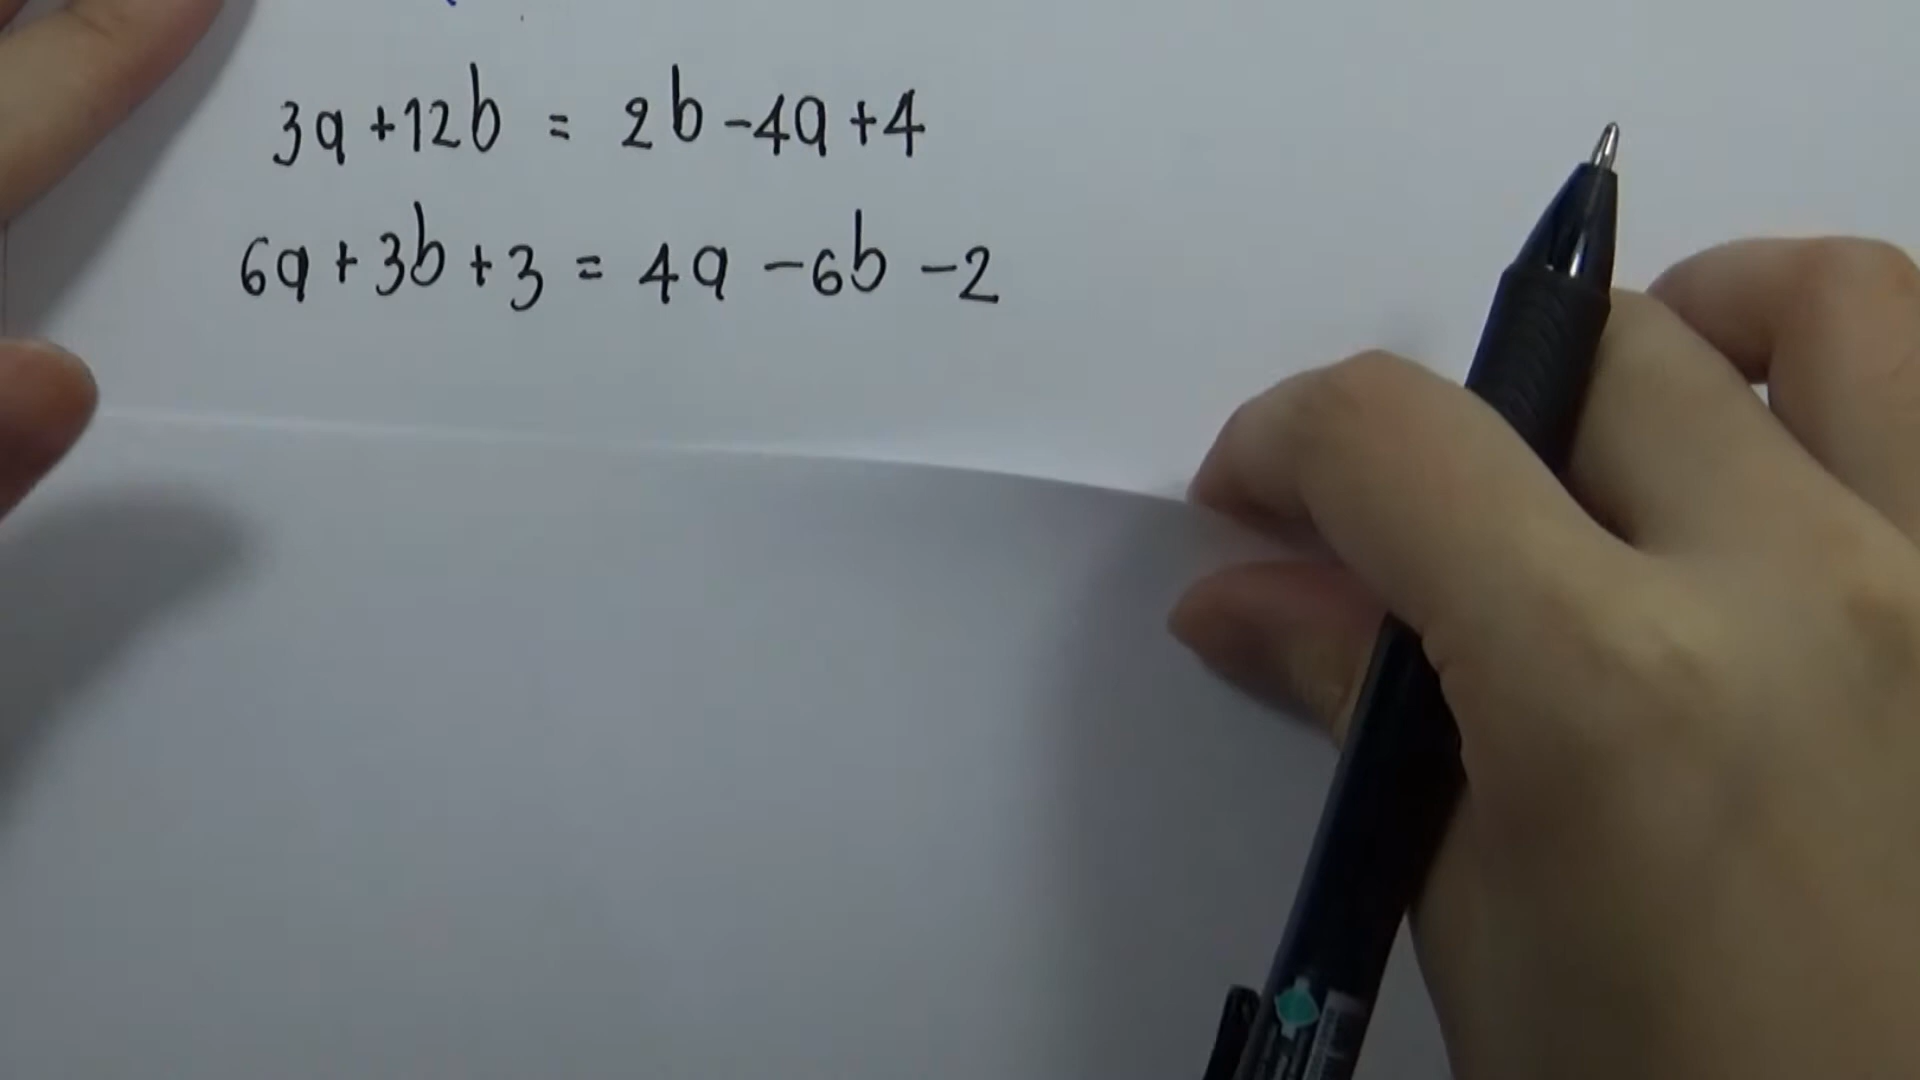 3a + 12b = 2b - 4a + 4
6a + 3b + 3 = 4a - 6b - 2